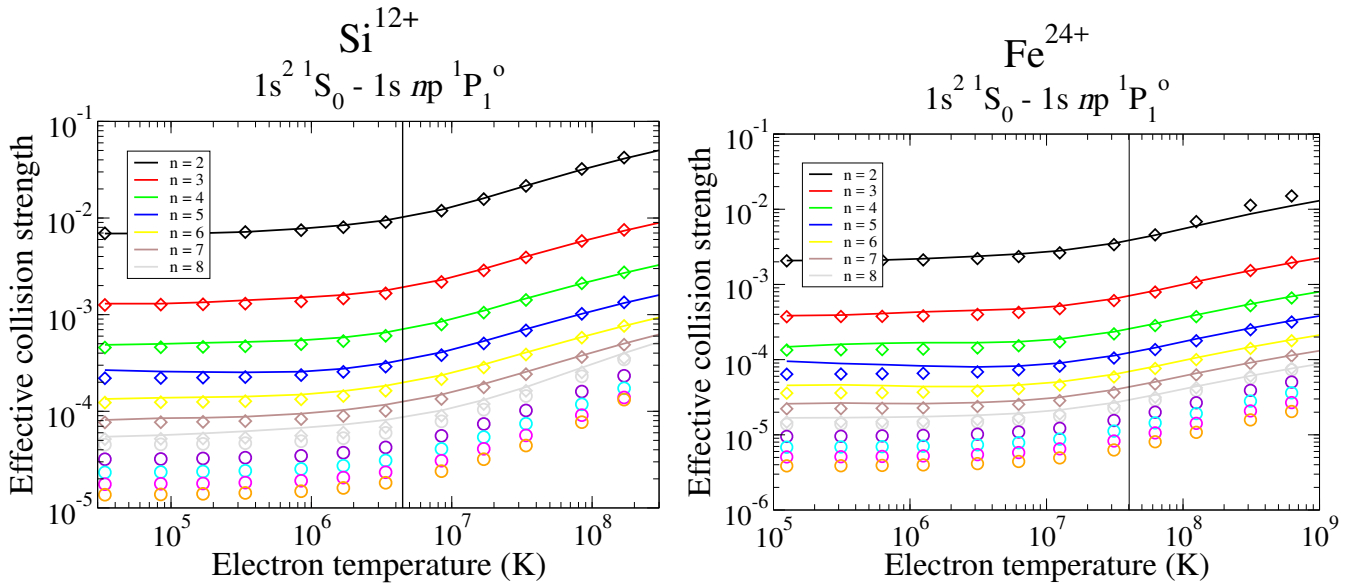 Si¹²⁺
1s² ¹S₀ - 1s np ¹P₁ᵒ
Effective collision strength
10⁻¹
10⁻²
10⁻³
10⁻⁴
10⁻⁵
n = 2
n = 3
n = 4
n = 5
n = 6
n = 7
n = 8
10⁵
10⁶
10⁷
10⁸
Electron temperature (K)
Fe²⁴⁺
1s² ¹S₀ - 1s np ¹P₁ᵒ
Effective collision strength
10⁻¹
10⁻²
10⁻³
10⁻⁴
10⁻⁵
10⁻⁶
n = 2
n = 3
n = 4
n = 5
n = 6
n = 7
n = 8
10⁵
10⁶
10⁷
10⁸
10⁹
Electron temperature (K)